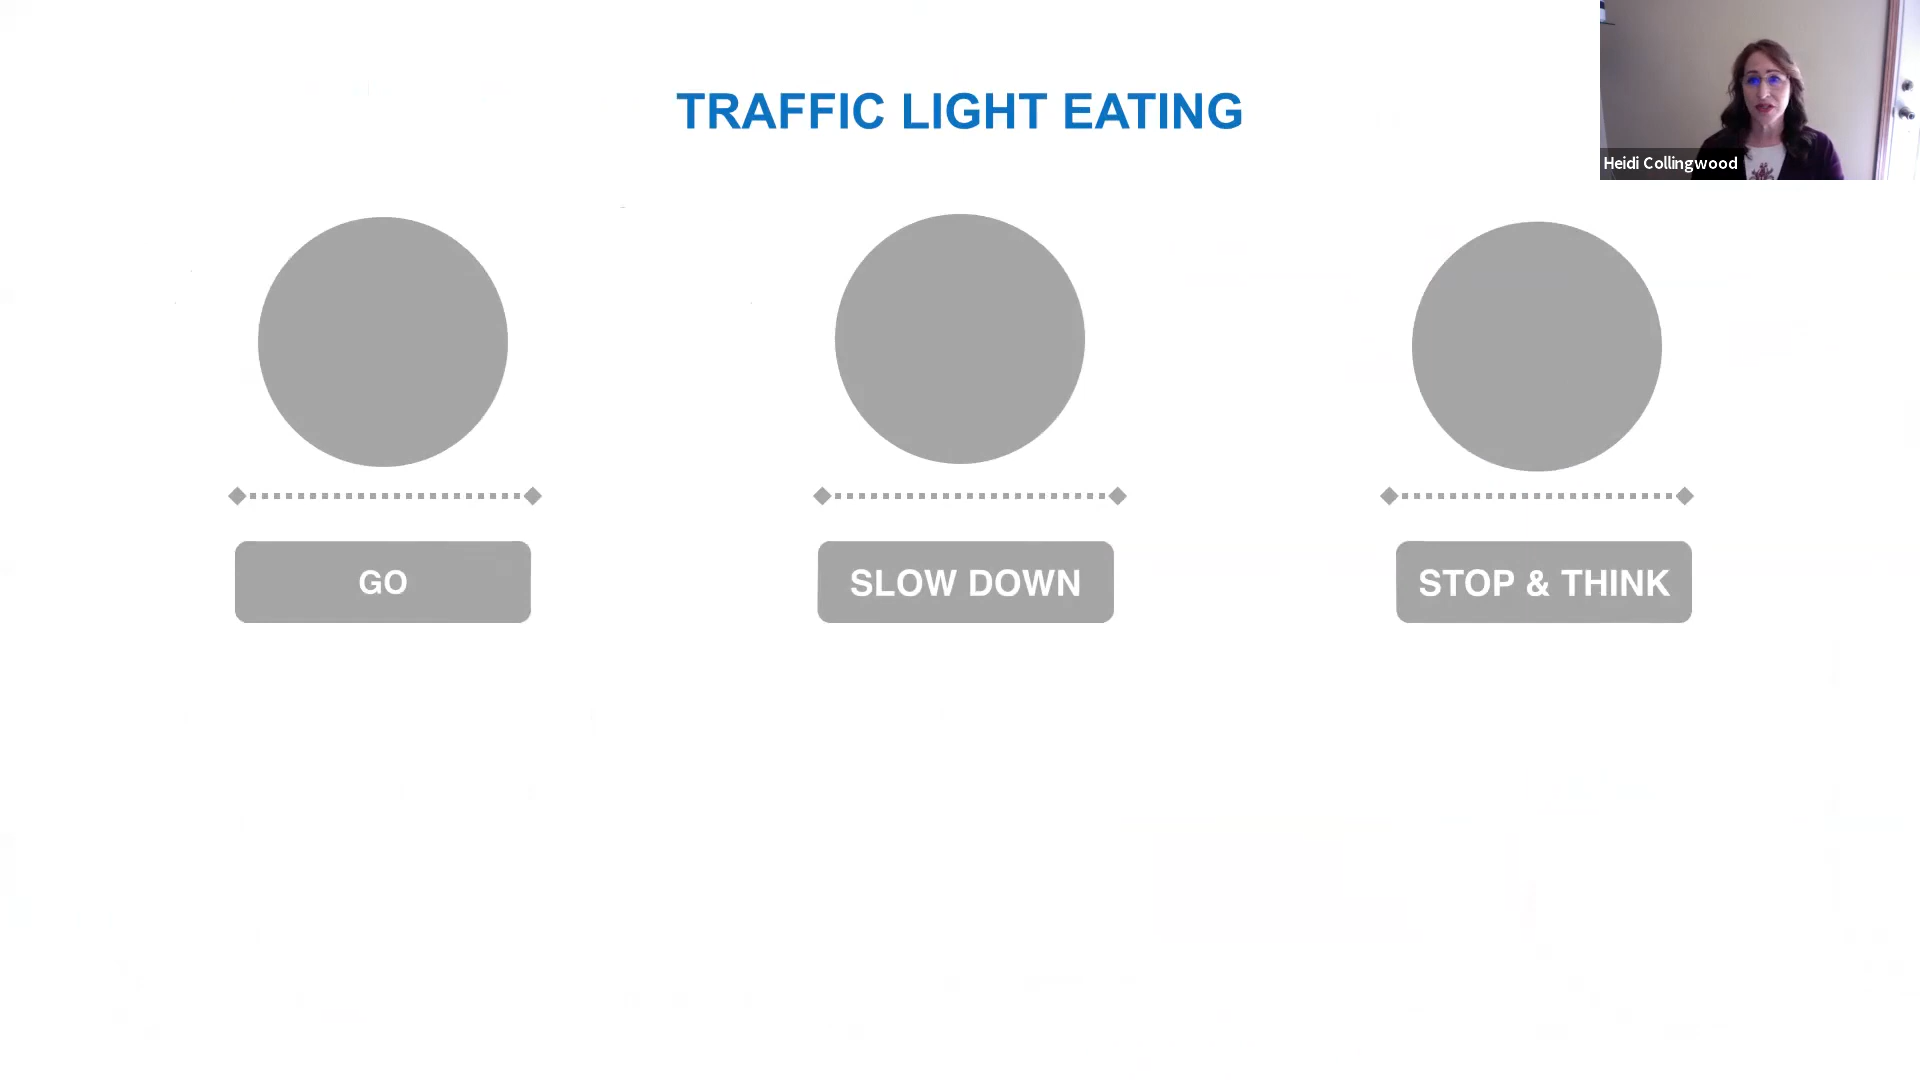 TRAFFIC LIGHT EATING
Heidi Collingwood
GO
SLOW DOWN
STOP & THINK